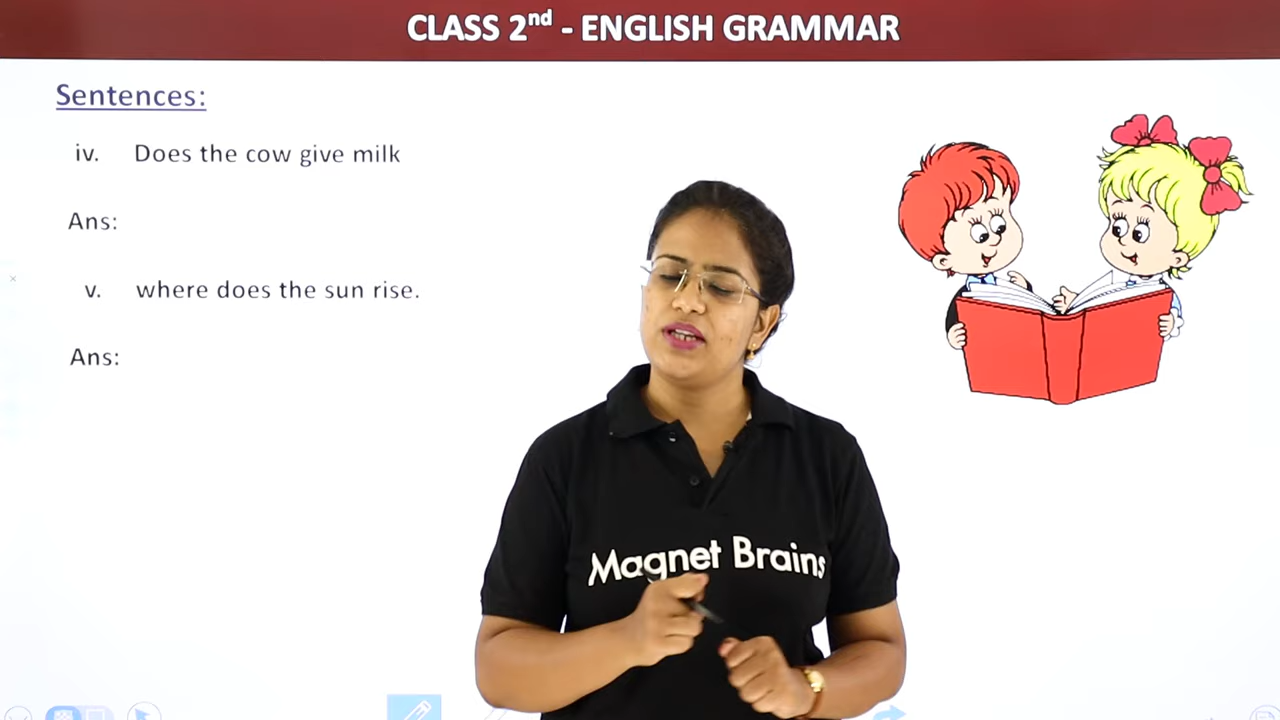 CLASS 2nd - ENGLISH GRAMMAR
Sentences:
iv. Does the cow give milk
Ans:
v. where does the sun rise.
Ans:
Magnet Brains